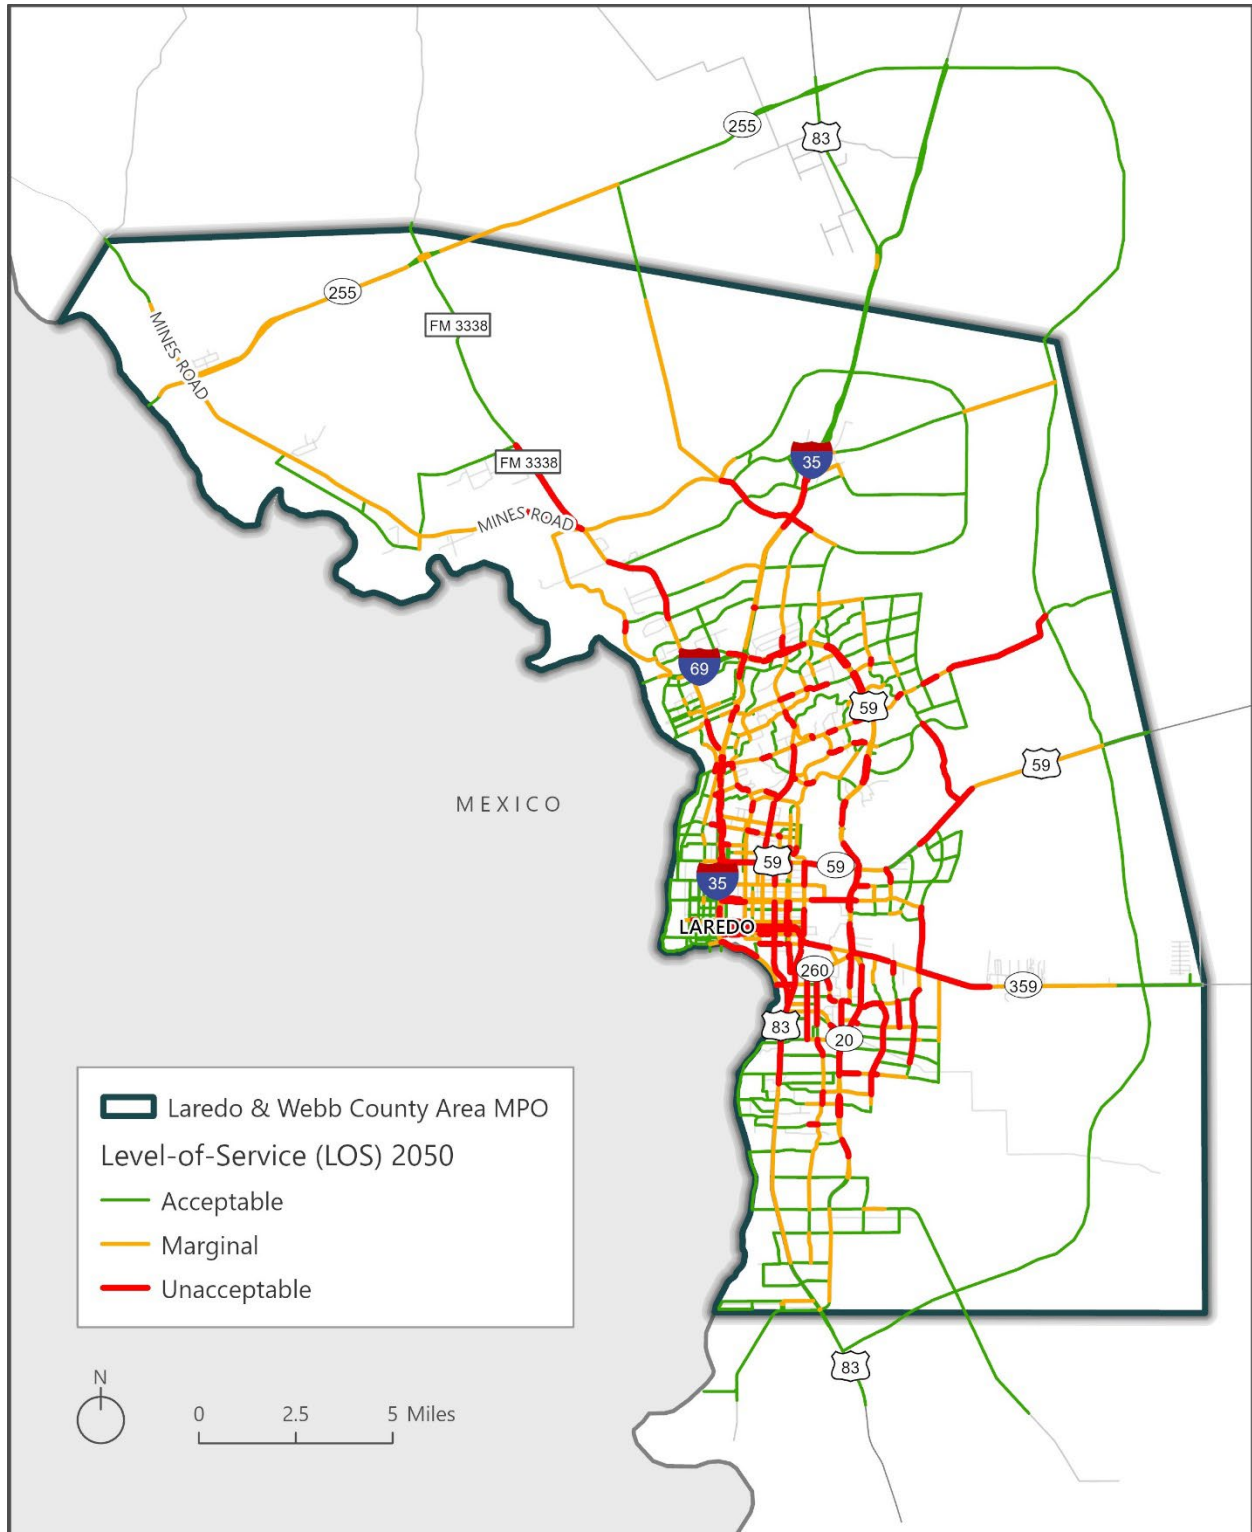 255
83
255
MINES ROAD
FM 3338
FM 3338
35
MINES ROAD
69
59
59
MEXICO
59
59
35
LAREDO
260
359
83
20
Laredo & Webb County Area MPO
Level-of-Service (LOS) 2050
Acceptable
Marginal
Unacceptable
83
N
0 2.5 5 Miles